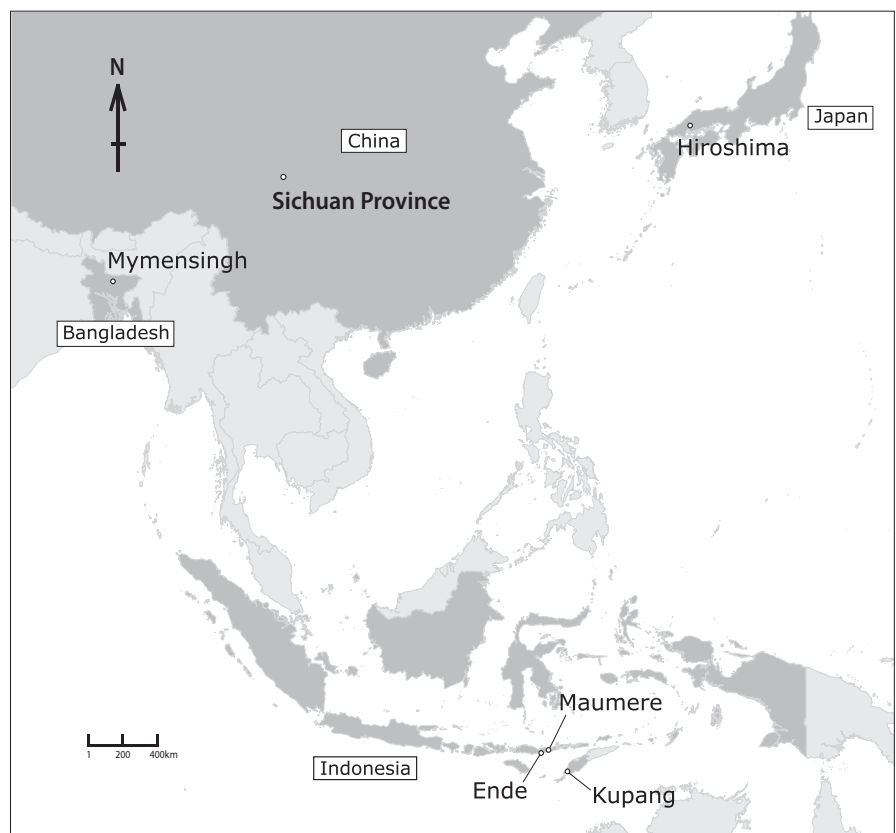 N
China
Japan
Hiroshima
Sichuan Province
Mymensingh
Bangladesh
Maumere
1 200 400km
Indonesia
Ende
Kupang